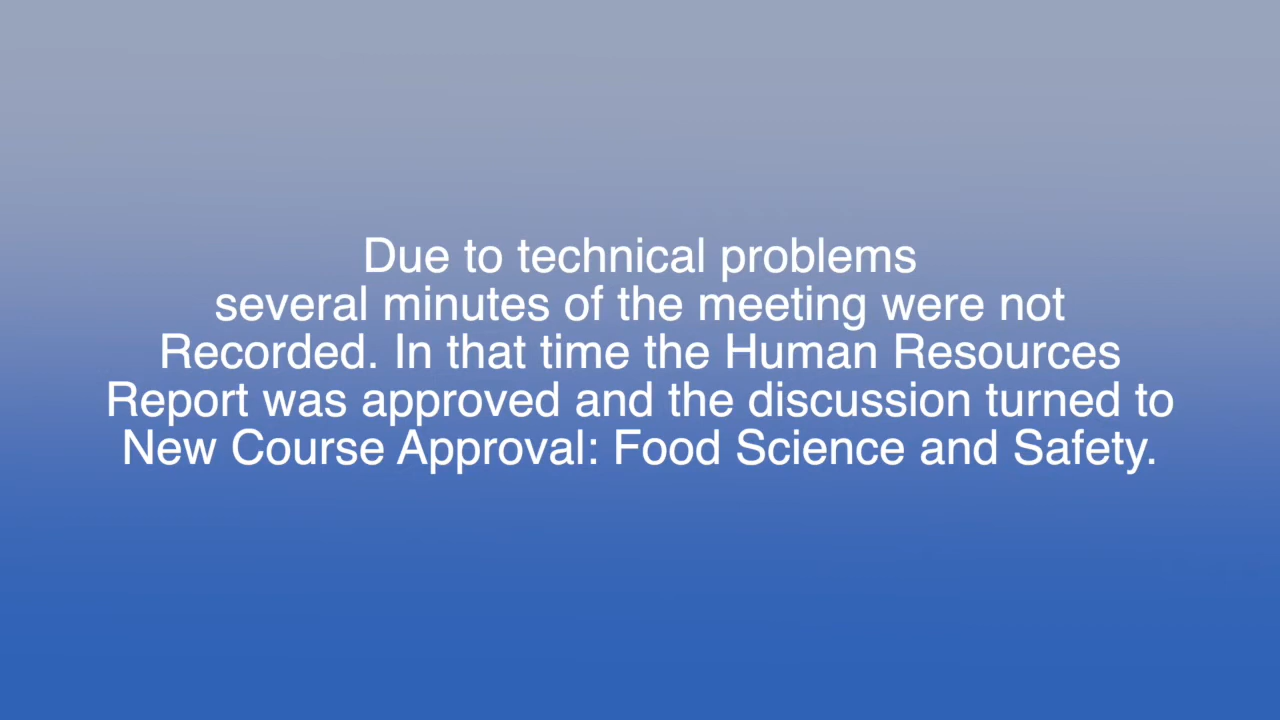 Due to technical problems
several minutes of the meeting were not
Recorded. In that time the Human Resources
Report was approved and the discussion turned to
New Course Approval: Food Science and Safety.